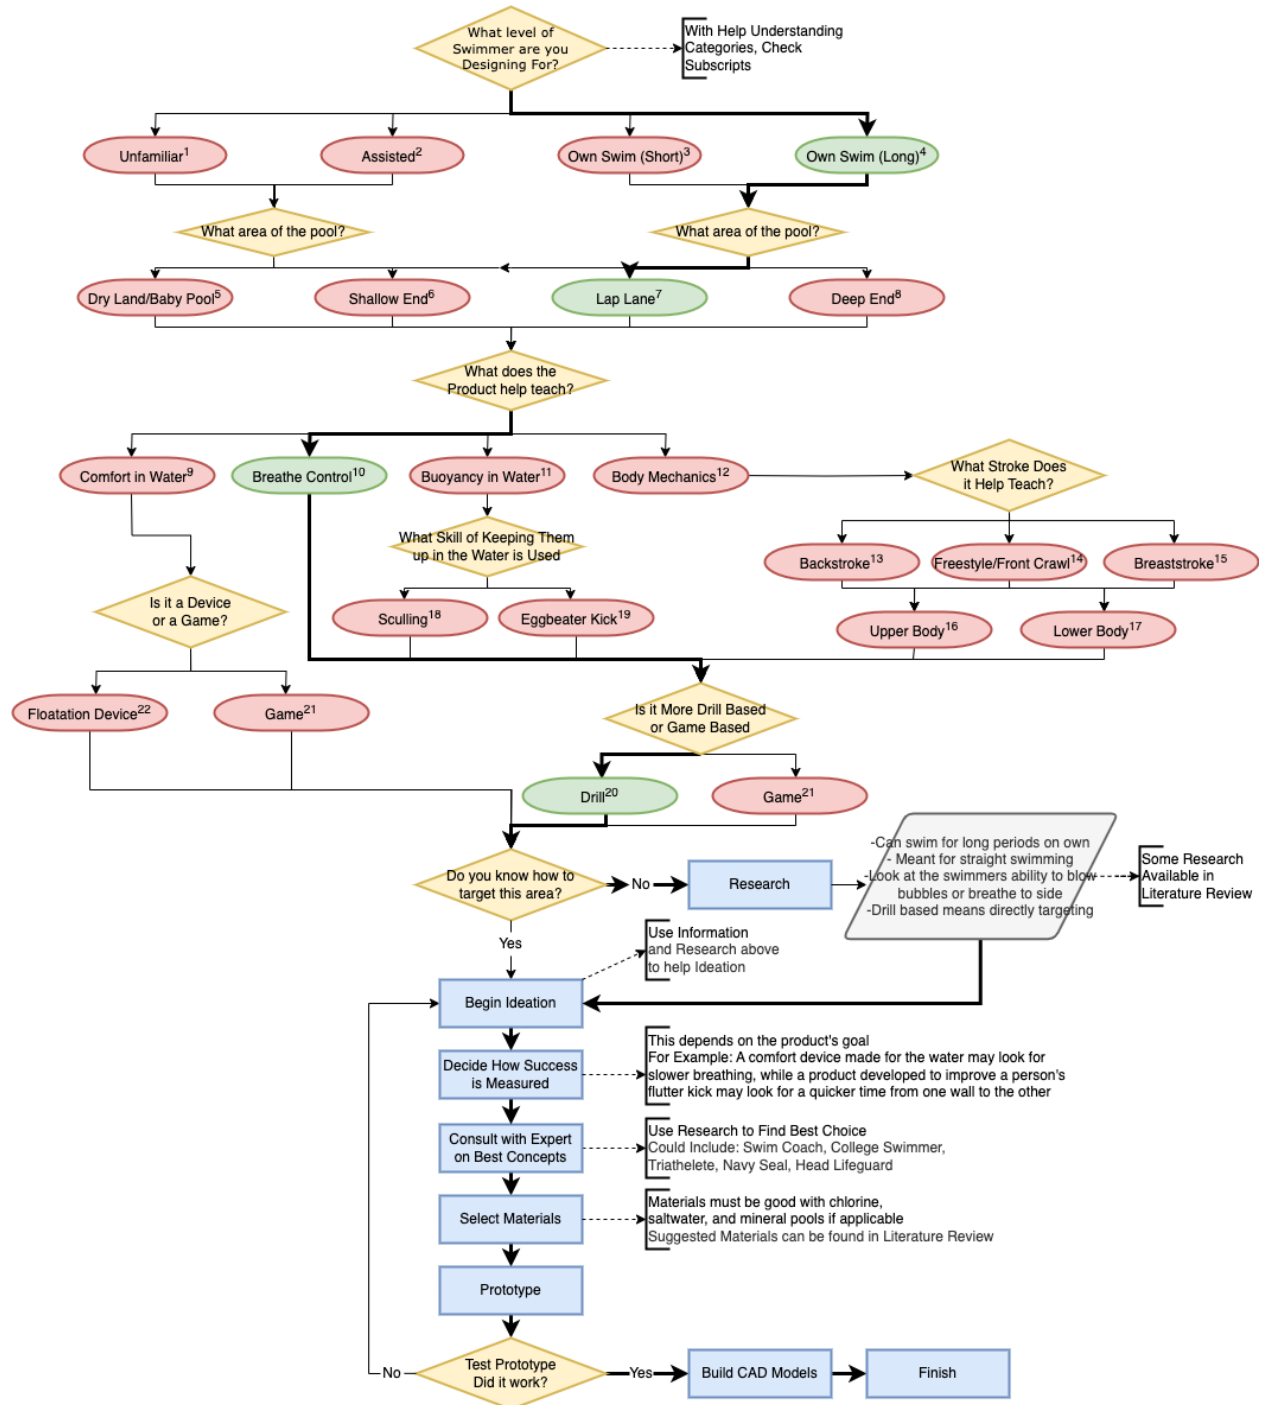 What level of
Swimmer are you
Designing For?
With Help Understanding
Categories, Check
Subscripts
Unfamiliar1
Assisted2
Own Swim (Short)3
Own Swim (Long)4
What area of the pool?
What area of the pool?
Dry Land/Baby Pool5
Shallow End6
Lap Lane7
Deep End8
What does the
Product help teach?
Comfort in Water9
Breathe Control10
Buoyancy in Water11
Body Mechanics12
What Stroke Does
it Help Teach?
What Skill of Keeping Them
up in the Water is Used
Backstroke13
Freestyle/Front Crawl14
Breaststroke15
Is it a Device
or a Game?
Sculling18
Eggbeater Kick19
Upper Body16
Lower Body17
Floatation Device22
Game21
Is it More Drill Based
or Game Based
Drill20
Game21
Do you know how to
target this area?
No
Research
-Can swim for long periods on own
- Meant for straight swimming
-Look at the swimmers ability to blow
bubbles or breathe to side
-Drill based means directly targeting
Some Research
Available in
Literature Review
Yes
Use Information
and Research above
to help Ideation
Begin Ideation
Decide How Success
is Measured
This depends on the product's goal
For Example: A comfort device made for the water may look for
slower breathing, while a product developed to improve a person's
flutter kick may look for a quicker time from one wall to the other
Consult with Expert
on Best Concepts
Use Research to Find Best Choice
Could Include: Swim Coach, College Swimmer,
Triathelete, Navy Seal, Head Lifeguard
Select Materials
Materials must be good with chlorine,
saltwater, and mineral pools if applicable
Suggested Materials can be found in Literature Review
Prototype
Test Prototype
Did it work?
No
Yes
Build CAD Models
Finish